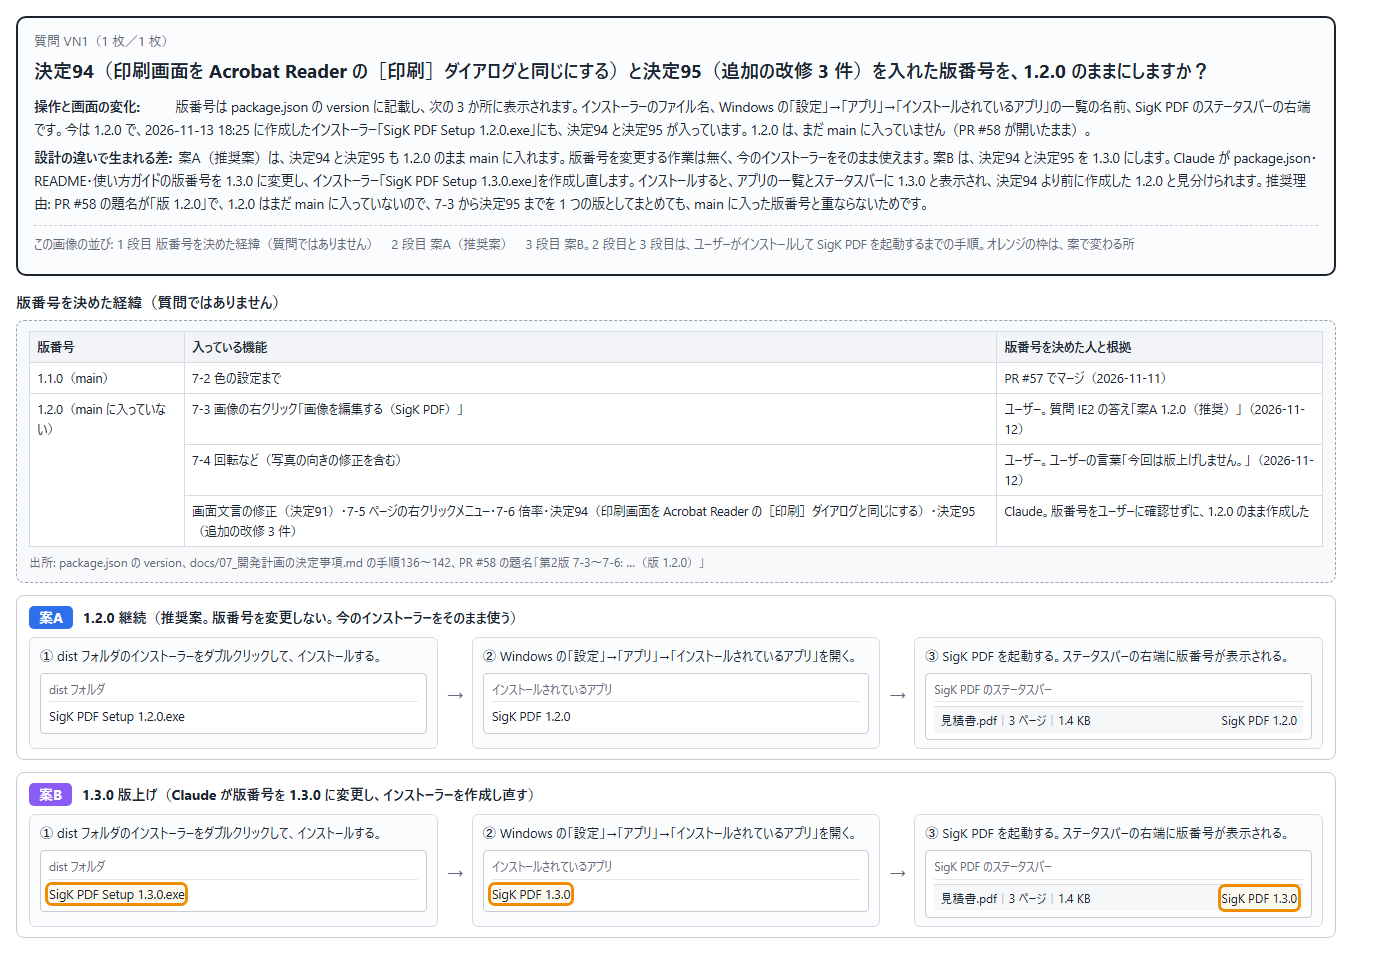 質問 VN1（1 枚／1 枚）
決定94（印刷画面を Acrobat Reader の［印刷］ダイアログと同じにする）と決定95（追加の改修 3 件）を入れた版番号を、1.2.0 のままにしますか？
操作と画面の変化: 版番号は package.json の version に記載し、次の 3 か所に表示されます。インストーラーのファイル名、Windows の「設定」→「アプリ」→「インストールされているアプリ」の一覧の名前、SigK PDF のステータスバーの右端
です。今は 1.2.0 で、2026-11-13 18:25 に作成したインストーラー「SigK PDF Setup 1.2.0.exe」にも、決定94 と決定95 が入っています。1.2.0 は、まだ main に入っていません（PR #58 が開いたまま）。
設計の違いで生まれる差: 案A（推奨案）は、決定94 と決定95 も 1.2.0 のまま main に入れます。版番号を変更する作業は無く、今のインストーラーをそのまま使えます。案B は、決定94 と決定95 を 1.3.0 にします。Claude が package.json・
README・使い方ガイドの版番号を 1.3.0 に変更し、インストーラー「SigK PDF Setup 1.3.0.exe」を作成し直します。インストールすると、アプリの一覧とステータスバーに 1.3.0 と表示され、決定94 より前に作成した 1.2.0 と見分けられます。推奨理
由: PR #58 の題名が「版 1.2.0」で、1.2.0 はまだ main に入っていないので、7-3 から決定95 までを 1 つの版としてまとめても、main に入った版番号と重ならないためです。
この画像の並び: 1 段目 版番号を決めた経緯（質問ではありません） 2 段目 案A（推奨案） 3 段目 案B。2 段目と 3 段目は、ユーザーがインストールして SigK PDF を起動するまでの手順。オレンジの枠は、案で変わる所
版番号を決めた経緯（質問ではありません）
版番号 入っている機能 版番号を決めた人と根拠
1.1.0（main） 7-2 色の設定まで PR #57 でマージ（2026-11-11）
1.2.0（main に入っていな
い）
7-3 画像の右クリック「画像を編集する（SigK PDF）」
ユーザー。質問 IE2 の答え「案A 1.2.0（推奨）」（2026-11-
12）
7-4 回転など（写真の向きの修正を含む）
ユーザー。ユーザーの言葉「今回は版上げしません。」（2026-11-
12）
画面文言の修正（決定91）・7-5 ページの右クリックメニュー・7-6 倍率・決定94（印刷画面を Acrobat Reader の［印刷］ダイアログと同じにする）・決定95
（追加の改修 3 件）
Claude。版番号をユーザーに確認せずに、1.2.0 のまま作成した
出所: package.json の version、docs/07_開発計画の決定事項.md の手順136～142、PR #58 の題名「第2版 7-3～7-6: …（版 1.2.0）」
案A 1.2.0 継続（推奨案。版番号を変更しない。今のインストーラーをそのまま使う）
① dist フォルダのインストーラーをダブルクリックして、インストールする。
dist フォルダ
SigK PDF Setup 1.2.0.exe
→
② Windows の「設定」→「アプリ」→「インストールされているアプリ」を開く。
インストールされているアプリ
SigK PDF 1.2.0
→
③ SigK PDF を起動する。ステータスバーの右端に版番号が表示される。
SigK PDF のステータスバー
見積書.pdf | 3 ページ | 1.4 KB SigK PDF 1.2.0
案B 1.3.0 版上げ（Claude が版番号を 1.3.0 に変更し、インストーラーを作成し直す）
① dist フォルダのインストーラーをダブルクリックして、インストールする。
dist フォルダ
SigK PDF Setup 1.3.0.exe
→
② Windows の「設定」→「アプリ」→「インストールされているアプリ」を開く。
インストールされているアプリ
SigK PDF 1.3.0
→
③ SigK PDF を起動する。ステータスバーの右端に版番号が表示される。
SigK PDF のステータスバー
見積書.pdf | 3 ページ | 1.4 KB SigK PDF 1.3.0